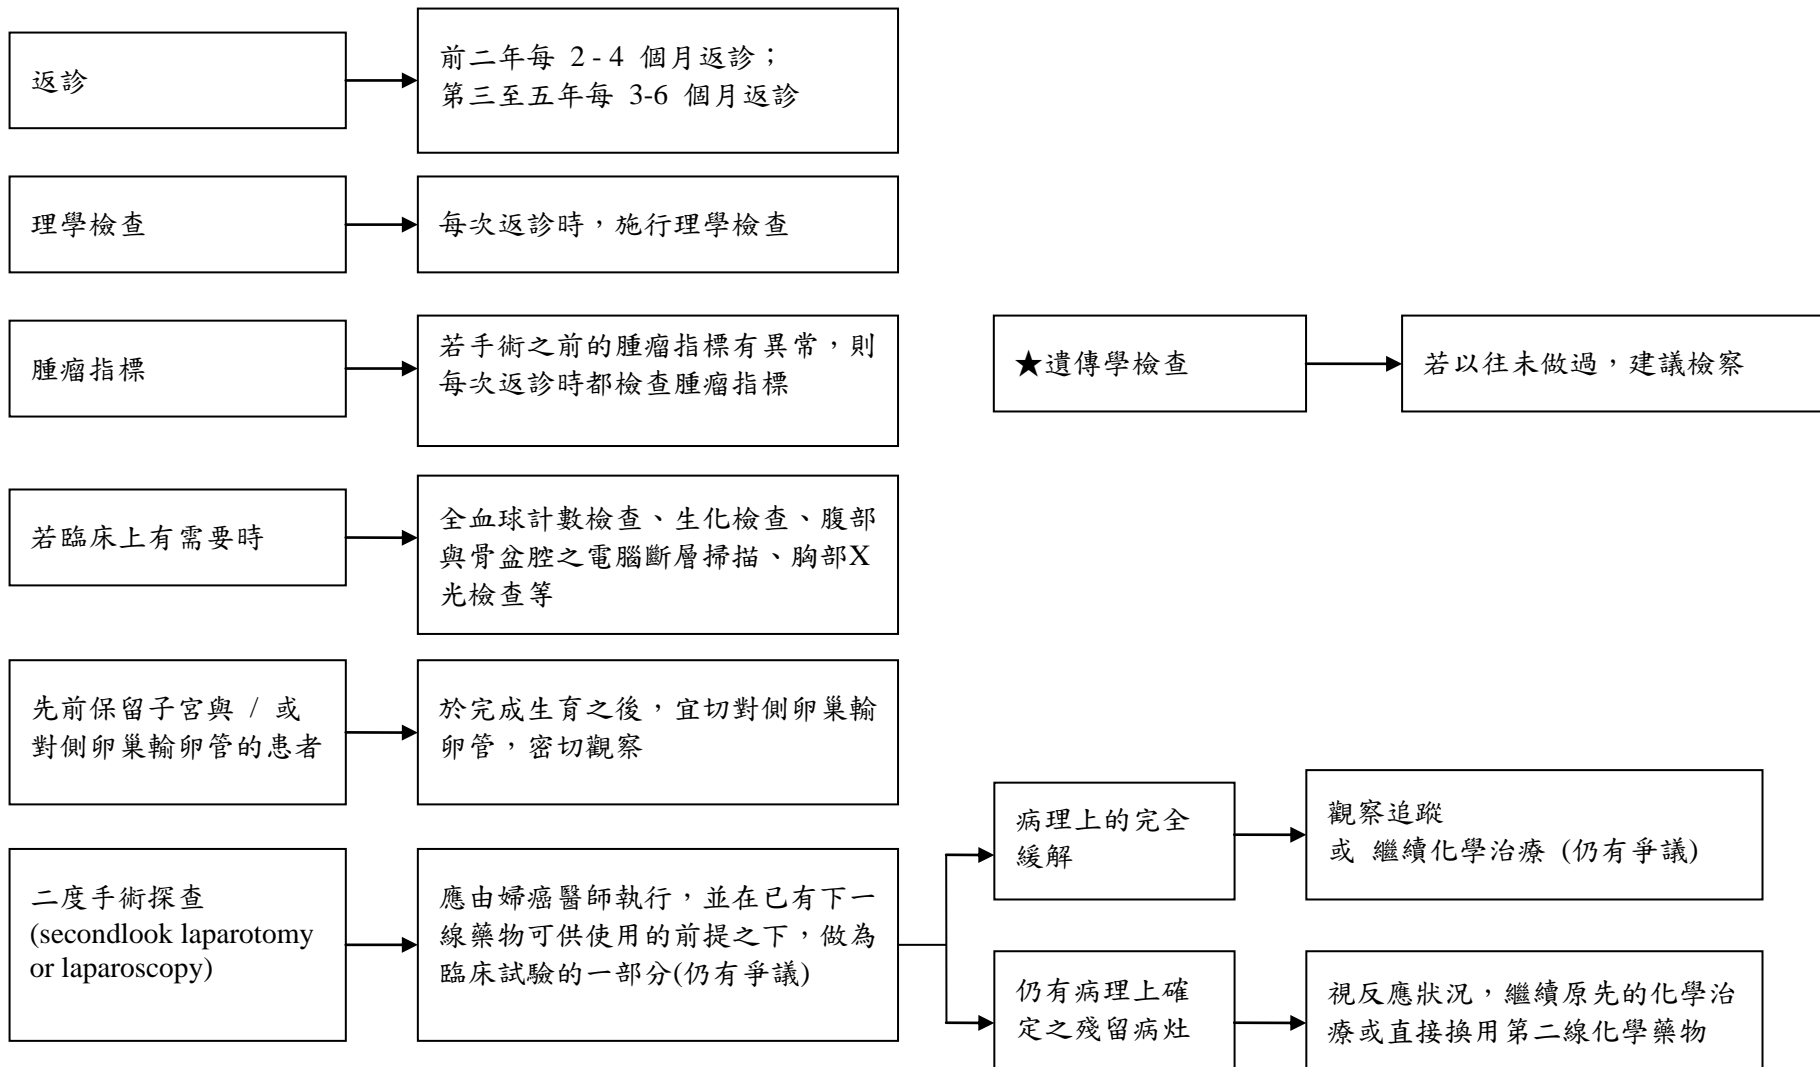 返診
前二年每 2 - 4 個月返診；
第三至五年每 3-6 個月返診
理學檢查
每次返診時，施行理學檢查
腫瘤指標
若手術之前的腫瘤指標有異常，則
每次返診時都檢查腫瘤指標
★遺傳學檢查
若以往未做過，建議檢察
若臨床上有需要時
全血球計數檢查、生化檢查、腹部
與骨盆腔之電腦斷層掃描、胸部X
光檢查等
先前保留子宮與 / 或
對側卵巢輸卵管的患者
於完成生育之後，宜切對側卵巢輸
卵管，密切觀察
二度手術探查
(secondlook laparotomy
or laparoscopy)
應由婦癌醫師執行，並在已有下一
線藥物可供使用的前提之下，做為
臨床試驗的一部分(仍有爭議)
病理上的完全
緩解
觀察追蹤
或 繼續化學治療 (仍有爭議)
仍有病理上確
定之殘留病灶
視反應狀況，繼續原先的化學治
療或直接換用第二線化學藥物